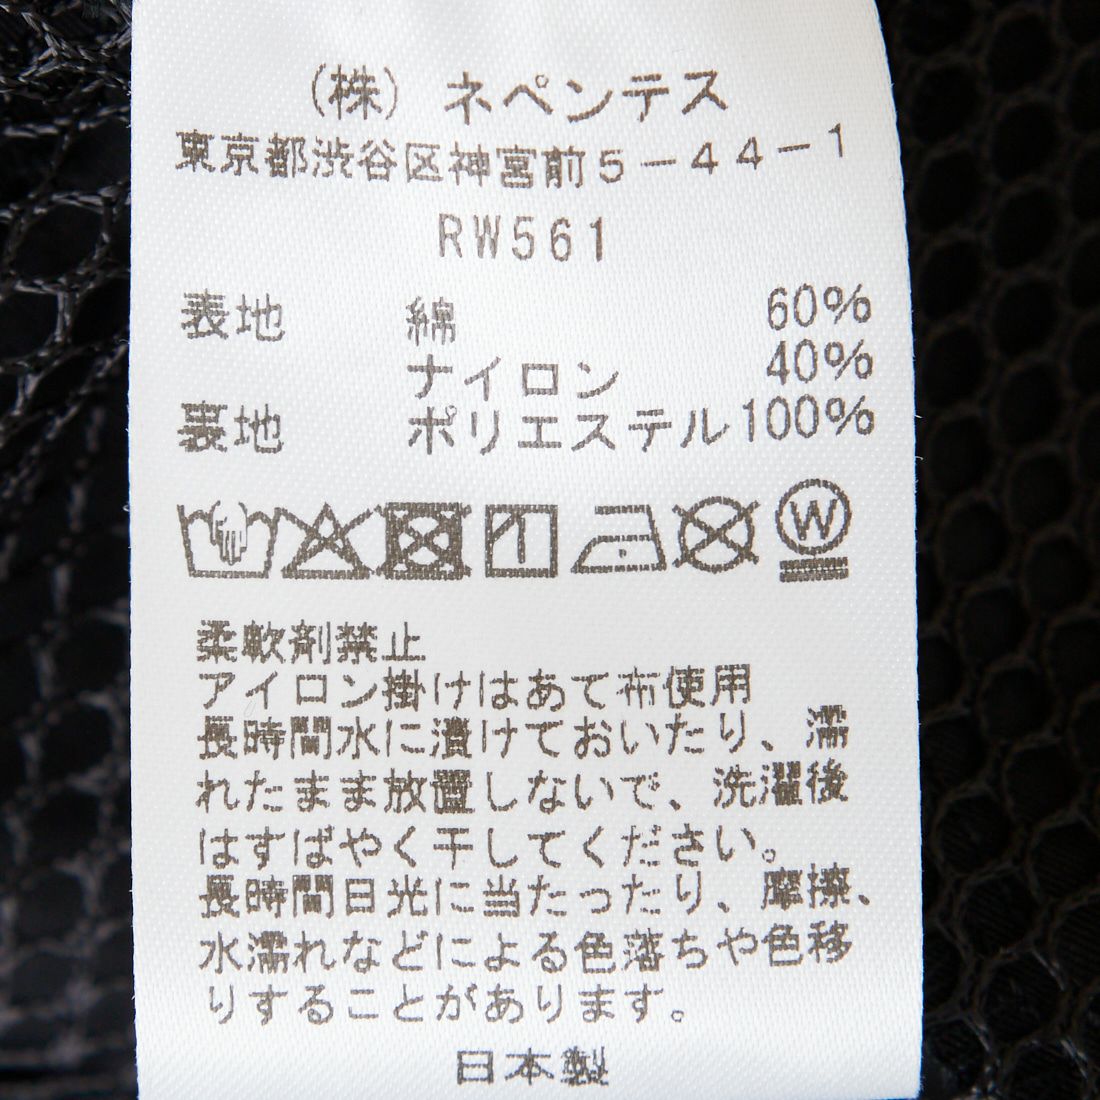 (株) ネペンテス
東京都渋谷区神宮前5-44-1
RW561
表地 綿 60%
ナイロン 40%
裏地 ポリエステル100%
W
柔軟剤禁止
アイロン掛けはあて布使用
長時間水に漬けておいたり、濡
れたまま放置しないで、洗濯後
はすばやく干してください。
長時間日光に当たったり、摩擦、
水濡れなどによる色落ちや色移
りすることがあります。
日本製